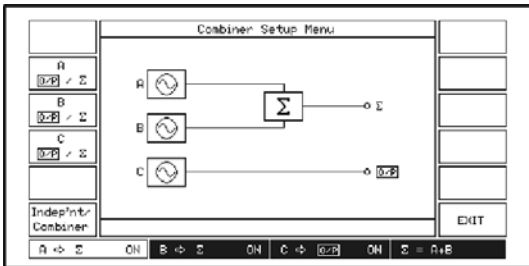 Combiner Setup Menu
A
O/P / Σ
B
O/P / Σ
C
O/P / Σ
Indep'nt/
Combiner
A
B
C
Σ
Σ
O/P
EXIT
A ⇨ Σ ON
B ⇨ Σ ON
C ⇨ O/P ON
Σ = A+B